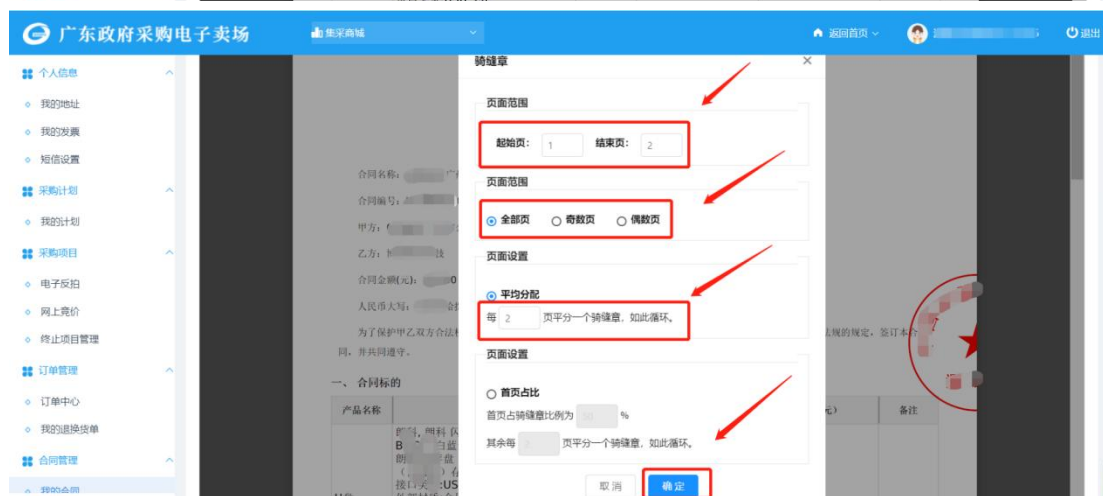 广东政府采购电子卖场
集采商城
返回首页
退出
个人信息
我的地址
我的发票
短信设置
采购计划
我的计划
采购项目
电子反拍
网上竞价
终止项目管理
订单管理
订单中心
我的退换货单
合同管理
我的合同
骑缝章
页面范围
起始页: 1 结束页: 2
页面范围
全部页 奇数页 偶数页
页面设置
平均分配
每 2 页平分一个骑缝章, 如此循环。
页面设置
首页占比
首页占骑缝章比例为 50 %
其余每 页平分一个骑缝章, 如此循环。
取消 确定
合同名称:
合同编号:
甲方:
乙方: 技
合同金额(元): 0
人民币大写:
为了保护甲乙双方合法 法规的规定, 签订本合
同, 并共同遵守。
一、 合同标的
产品名称 元) 备注